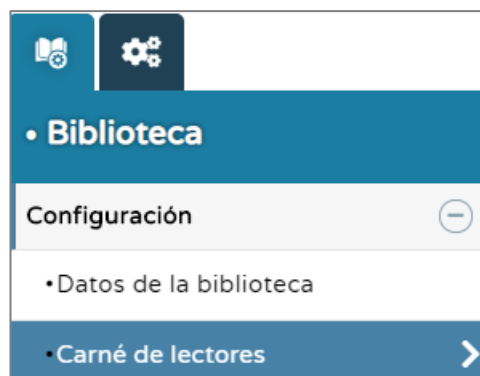 • Biblioteca
Configuración
•Datos de la biblioteca
•Carné de lectores